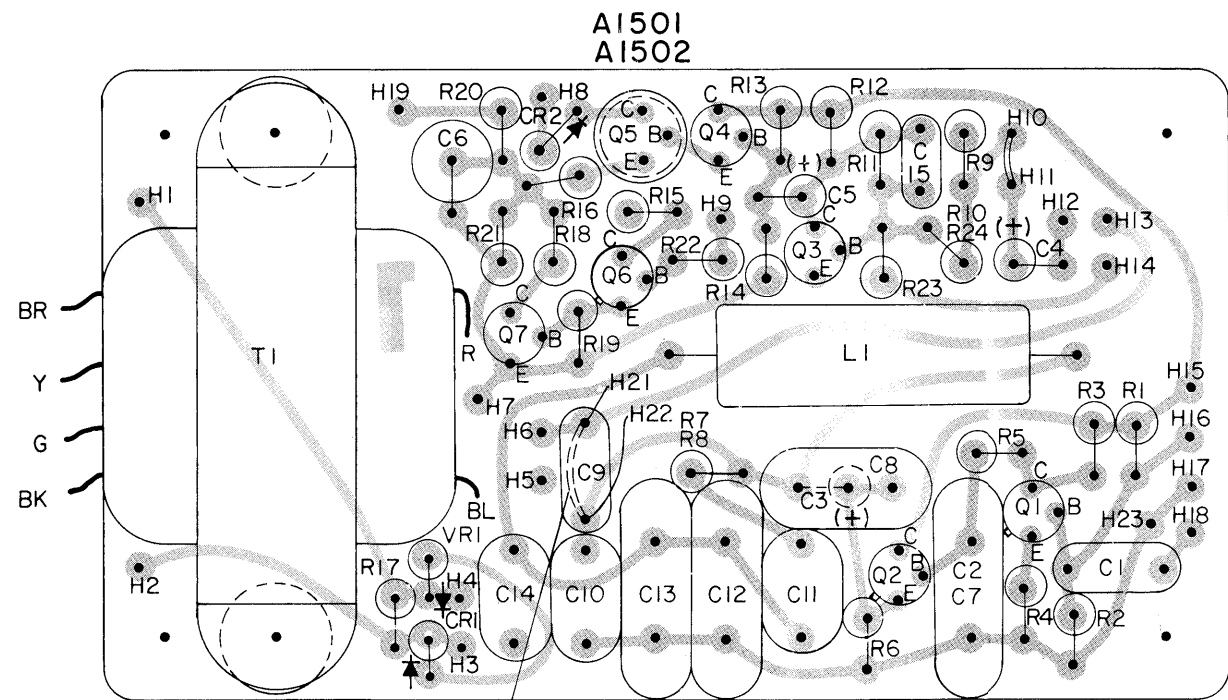 A1501
A1502
H19 R20 H8 R13 R12
CR2 C C
C6 Q5 B Q4 B H10
E E (+) R11 C R9
15
H1 R16 R15 H9 C5 H11
R21 R18 C R22 C R10 (+) H12 H13
R24
Q6 B R14 Q3 B R23 C4 H14
E E
BR C
Q7 B R19
R E
T1 L1
Y H21 H15
H7 H22 R3 R1
G H6 R7 H16
R8 R5
H5 C9 C3 C8 C H17
BK BL (+) Q1 B
VR1 H23 H18
C E
H2 R17 H4 Q2 B C2 C1
C14 C10 C13 C12 C11 E C7
CR1 R4 R2
H3 R6